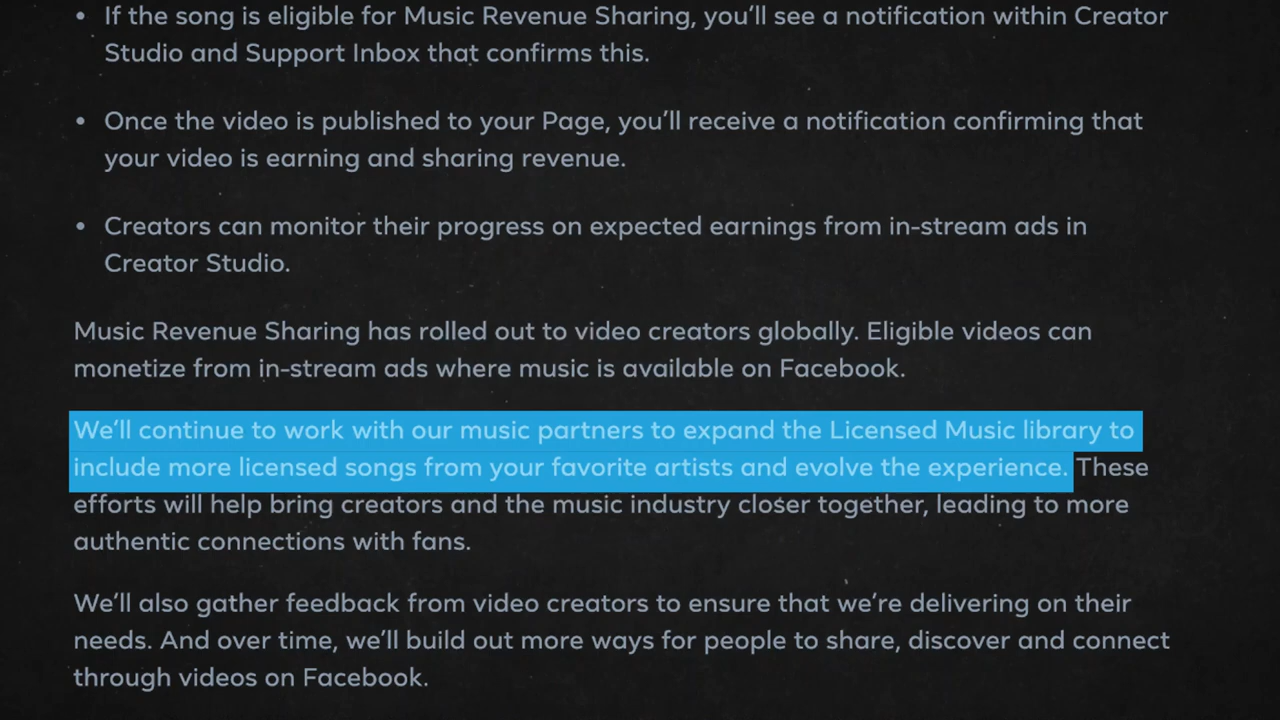 • If the song is eligible for Music Revenue Sharing, you’ll see a notification within Creator
Studio and Support Inbox that confirms this.
• Once the video is published to your Page, you’ll receive a notification confirming that
your video is earning and sharing revenue.
• Creators can monitor their progress on expected earnings from in-stream ads in
Creator Studio.
Music Revenue Sharing has rolled out to video creators globally. Eligible videos can
monetize from in-stream ads where music is available on Facebook.
We’ll continue to work with our music partners to expand the Licensed Music library to
include more licensed songs from your favorite artists and evolve the experience. These
efforts will help bring creators and the music industry closer together, leading to more
authentic connections with fans.
We’ll also gather feedback from video creators to ensure that we’re delivering on their
needs. And over time, we’ll build out more ways for people to share, discover and connect
through videos on Facebook.